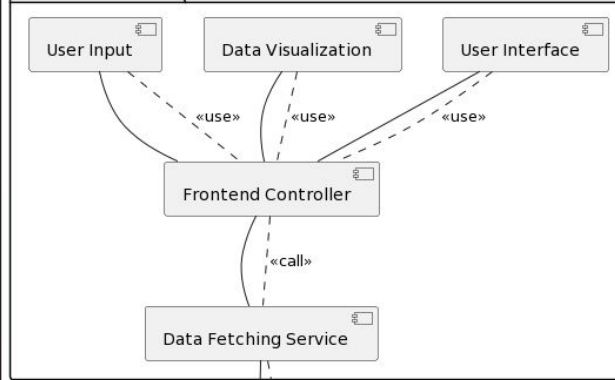 User Input
Data Visualization
User Interface
«use»
«use»
«use»
Frontend Controller
«call»
Data Fetching Service